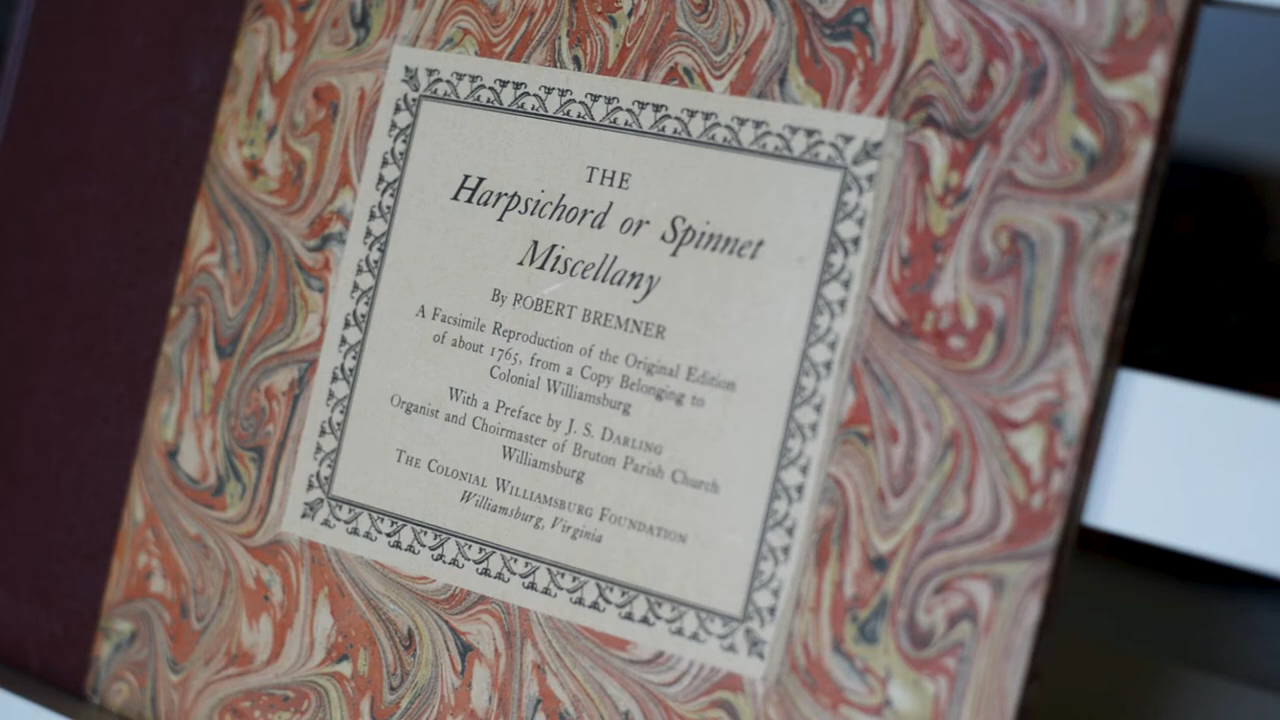 THE
Harpsichord or Spinnet
Miscellany
By ROBERT BREMNER
A Facsimile Reproduction of the Original Edition
of about 1765, from a Copy Belonging to
Colonial Williamsburg
With a Preface by J. S. DARLING
Organist and Choirmaster of Bruton Parish Church
Williamsburg
THE COLONIAL WILLIAMSBURG FOUNDATION
Williamsburg, Virginia